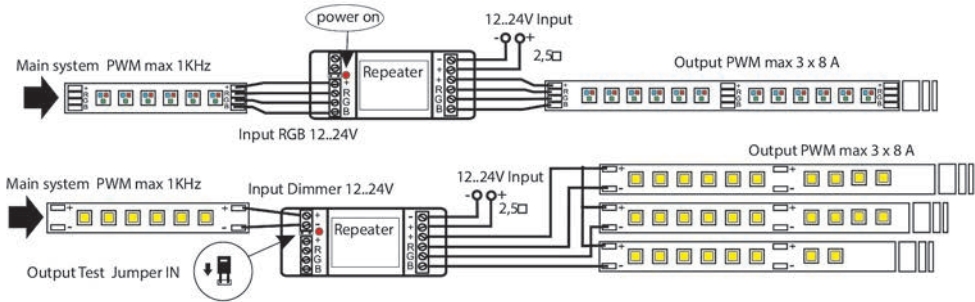 power on
12..24V Input
- +
2,5□
Main system PWM max 1KHz
Repeater
Output PWM max 3 x 8 A
+
R
G
B
+
R
G
B
-
+
+
R
G
B
+
R
G
B
+
R
G
B
+
R
G
B
Input RGB 12..24V
Output PWM max 3 x 8 A
Main system PWM max 1KHz
Input Dimmer 12..24V
12..24V Input
- +
2,5□
Repeater
+
-
+
-
+
R
G
B
-
+
+
R
G
B
+
-
+
-
+
-
+
-
+
-
+
-
Output Test Jumper IN